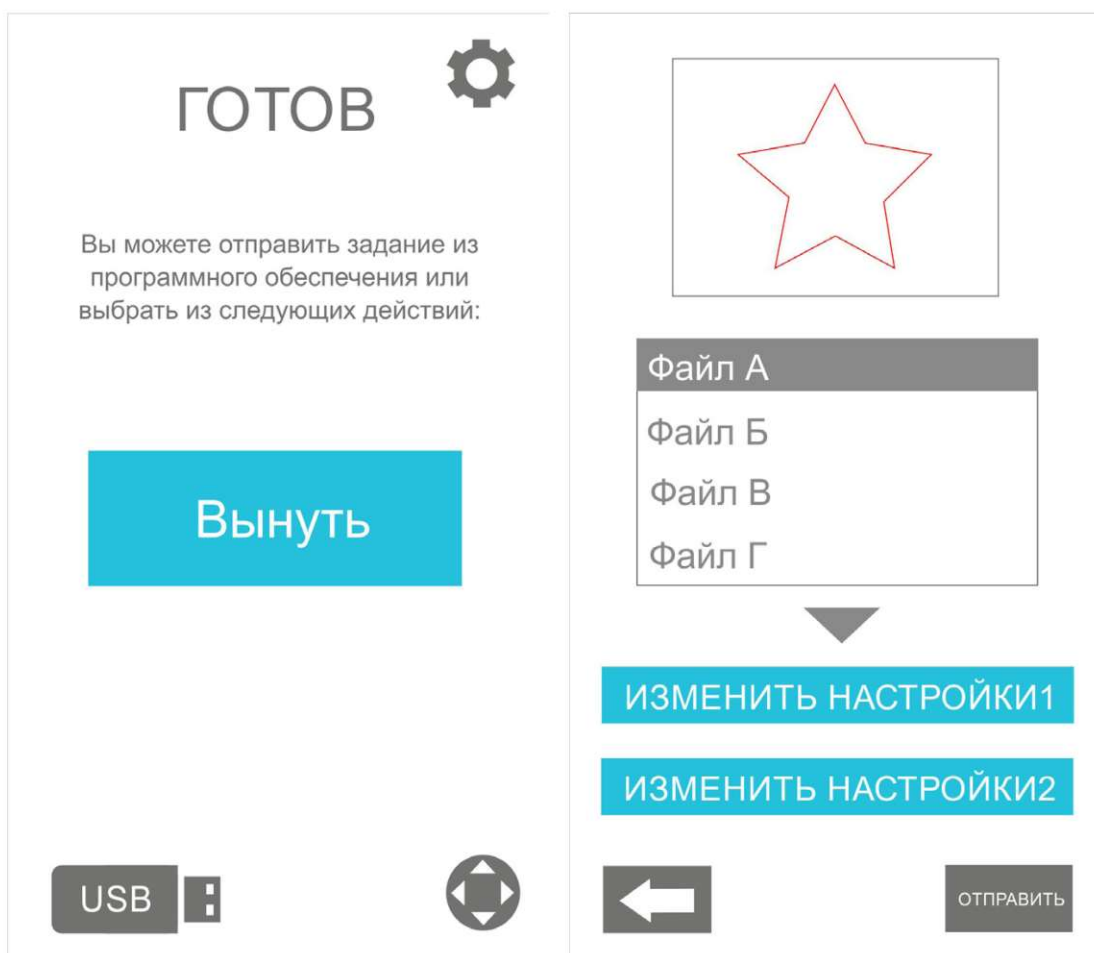 ГОТОВ
Вы можете отправить задание из
программного обеспечения или
выбрать из следующих действий:
Вынуть
USB
Файл А
Файл Б
Файл В
Файл Г
ИЗМЕНИТЬ НАСТРОЙКИ1
ИЗМЕНИТЬ НАСТРОЙКИ2
ОТПРАВИТЬ